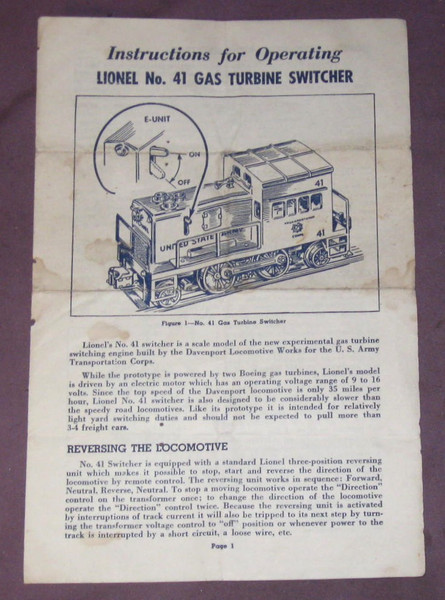 Instructions for Operating
LIONEL No. 41 GAS TURBINE SWITCHER
E-UNIT
ON
OFF
41
UNITED STATES ARMY
41
Figure 1—No. 41 Gas Turbine Switcher
Lionel's No. 41 switcher is a scale model of the new experimental gas turbine
switching engine built by the Davenport Locomotive Works for the U. S. Army
Transportation Corps.
While the prototype is powered by two Boeing gas turbines, Lionel's model
is driven by an electric motor which has an operating voltage range of 9 to 16
volts. Since the top speed of the Davenport locomotive is only 35 miles per
hour, Lionel No. 41 switcher is also designed to be considerably slower than
the speedy road locomotives. Like its prototype it is intended for relatively
light yard switching duties and should not be expected to pull more than
3-4 freight cars.
REVERSING THE LOCOMOTIVE
No. 41 Switcher is equipped with a standard Lionel three-position reversing
unit which makes it possible to stop, start and reverse the direction of the
locomotive by remote control. The reversing unit works in sequence: Forward,
Neutral, Reverse, Neutral. To stop a moving locomotive operate the "Direction"
control on the transformer once; to change the direction of the locomotive
operate the "Direction" control twice. Because the reversing unit is activated
by interruptions of track current it will also be tripped to its next step by turn-
ing the transformer voltage control to "off" position or whenever power to the
track is interrupted by a short circuit, a loose wire, etc.
Page 1